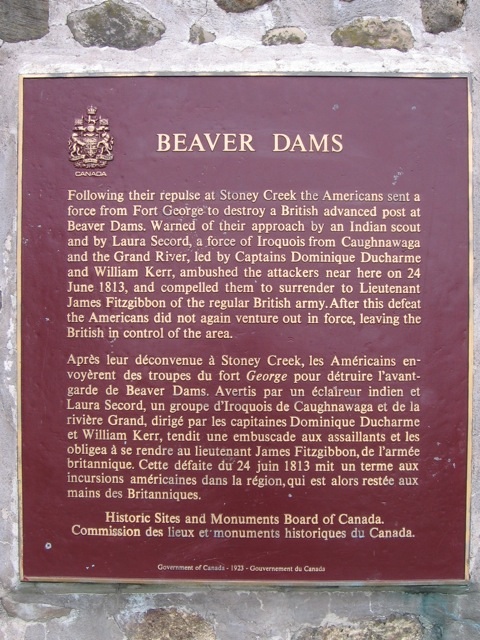 CANADA
BEAVER DAMS
Following their repulse at Stoney Creek the Americans sent a
force from Fort George to destroy a British advanced post at
Beaver Dams. Warned of their approach by an Indian scout
and by Laura Secord, a force of Iroquois from Caughnawaga
and the Grand River, led by Captains Dominique Ducharme
and William Kerr, ambushed the attackers near here on 24
June 1813, and compelled them to surrender to Lieutenant
James Fitzgibbon of the regular British army. After this defeat
the Americans did not again venture out in force, leaving the
British in control of the area.
Après leur déconvenue à Stoney Creek, les Américains en-
voyèrent des troupes du fort George pour détruire l'avant-
garde de Beaver Dams. Avertis par un éclaireur indien et
Laura Secord, un groupe d'Iroquois de Caughnawaga et de la
rivière Grand, dirigé par les capitaines Dominique Ducharme
et William Kerr, tendit une embuscade aux assaillants et les
obligea à se rendre au lieutenant James Fitzgibbon, de l'armée
britannique. Cette défaite du 24 juin 1813 mit un terme aux
incursions américaines dans la région, qui est alors restée aux
mains des Britanniques.
Historic Sites and Monuments Board of Canada.
Commission des lieux et monuments historiques du Canada.
Government of Canada - 1923 - Gouvernement du Canada